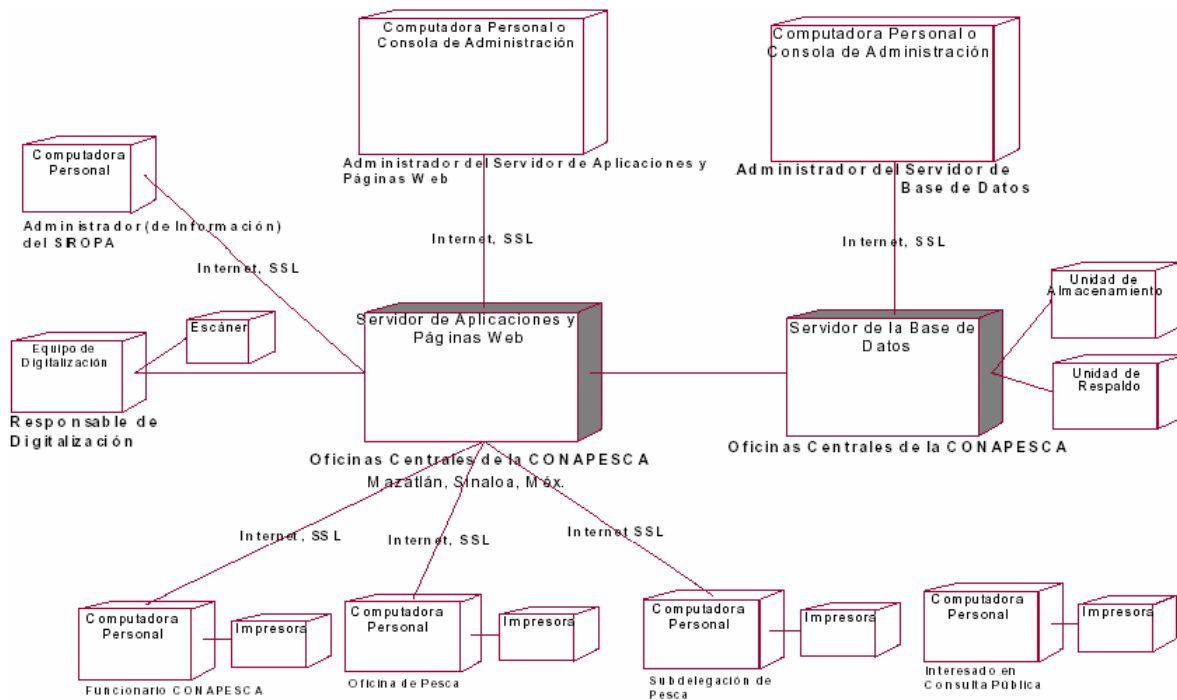 Computadora Personal o
Consola de Administración
Computadora Personal o
Consola de Administración
Administrador del Servidor de Aplicaciones y
Páginas Web
Administrador del Servidor de
Base de Datos
Computadora
Personal
Administrador (de Información)
del SIROPA
Internet, SSL
Internet, SSL
Internet, SSL
Unidad de
Almacenamiento
Escáner
Servidor de Aplicaciones y
Páginas Web
Servidor de la Base de
Datos
Equipo de
Digitalización
Unidad de
Respaldo
Responsable de
Digitalización
Oficinas Centrales de la CONAPESCA
Mazatlán, Sinaloa, Méx.
Oficinas Centrales de la CONAPESCA
Internet, SSL
Internet, SSL
Internet SSL
Computadora
Personal
Impresora
Funcionario CONAPESCA
Computadora
Personal
Impresora
Oficina de Pesca
Computadora
Personal
Impresora
Subdelegación de
Pesca
Computadora
Personal
Impresora
Interesado en
Consulta Pública